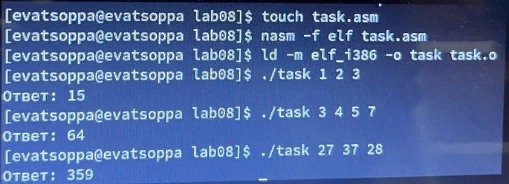 [evatsoppa@evatsoppa lab08]$ touch task.asm
[evatsoppa@evatsoppa lab08]$ nasm -f elf task.asm
[evatsoppa@evatsoppa lab08]$ ld -m elf_i386 -o task task.o
[evatsoppa@evatsoppa lab08]$ ./task 1 2 3
Ответ: 15
[evatsoppa@evatsoppa lab08]$ ./task 3 4 5 7
Ответ: 64
[evatsoppa@evatsoppa lab08]$ ./task 27 37 28
Ответ: 359